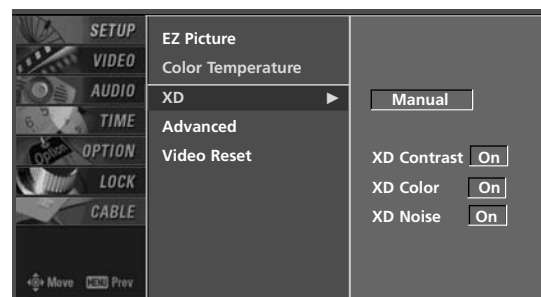 SETUP
VIDEO
AUDIO
TIME
OPTION
LOCK
CABLE
Move MENU Prev
EZ Picture
Color Temperature
XD ▶
Advanced
Video Reset
Manual
XD Contrast On
XD Color On
XD Noise On